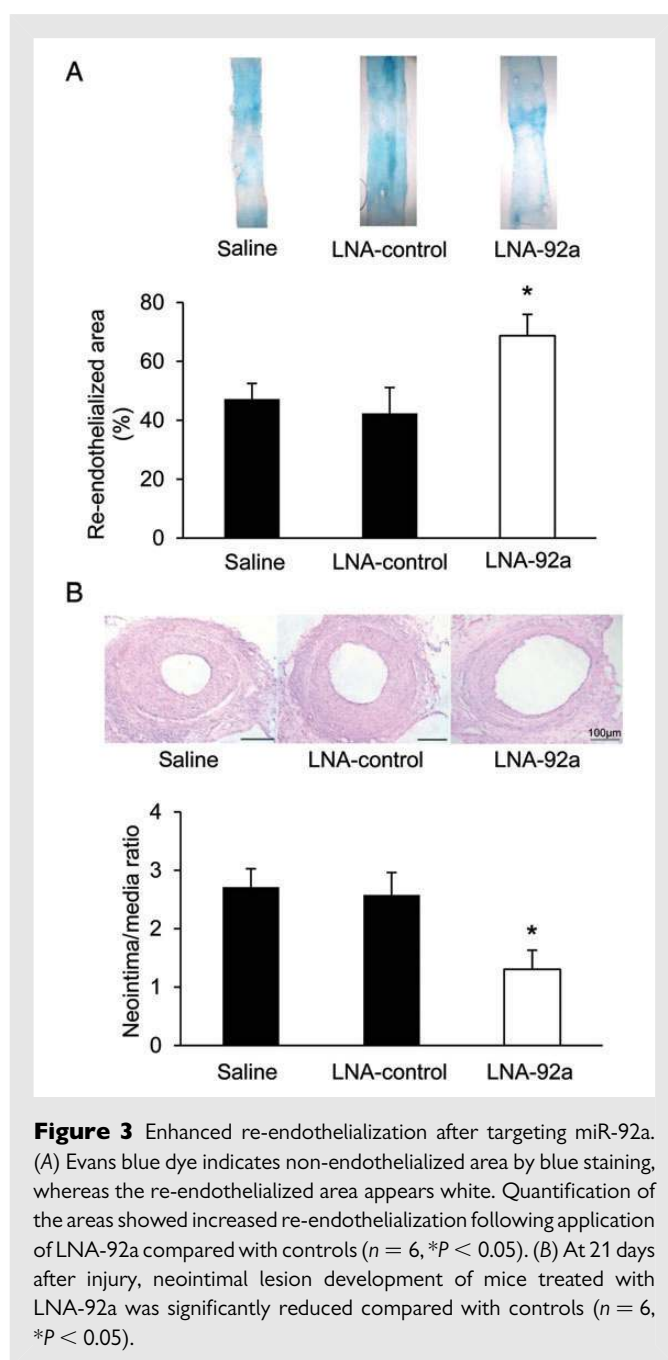 A
Saline LNA-control LNA-92a
80
60
40
20
0
Re-endothelialized area
(%)
*
Saline LNA-control LNA-92a
B
100µm
Saline LNA-control LNA-92a
4
3
2
1
0
Neointima/media ratio
*
Saline LNA-control LNA-92a
Figure 3 Enhanced re-endothelialization after targeting miR-92a.
(A) Evans blue dye indicates non-endothelialized area by blue staining,
whereas the re-endothelialized area appears white. Quantification of
the areas showed increased re-endothelialization following application
of LNA-92a compared with controls (n = 6, *P < 0.05). (B) At 21 days
after injury, neointimal lesion development of mice treated with
LNA-92a was significantly reduced compared with controls (n = 6,
*P < 0.05).